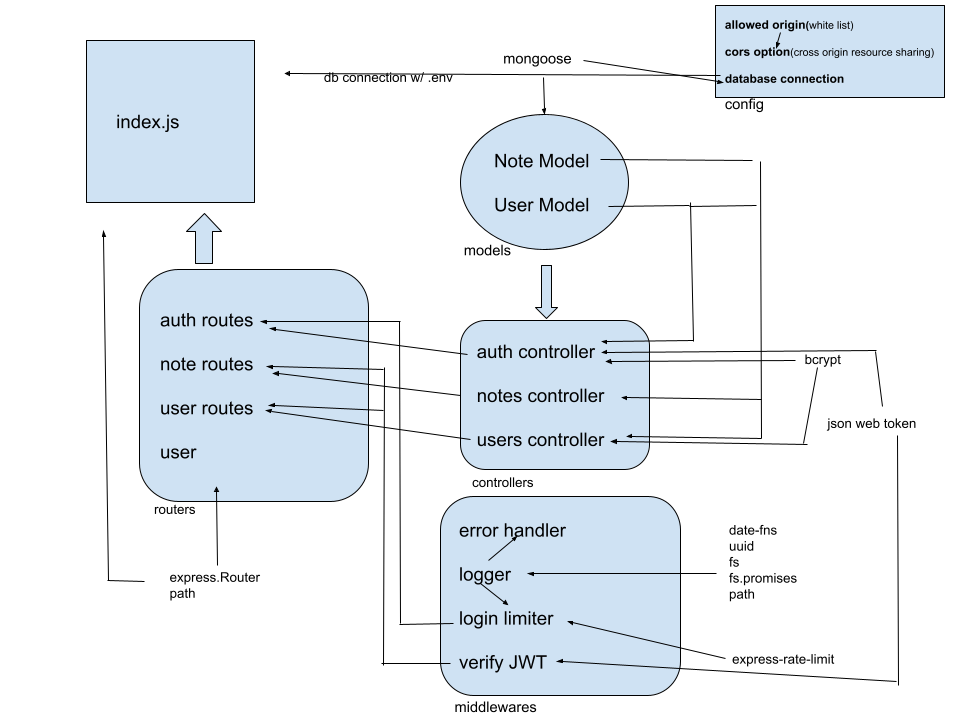 allowed origin(white list)
cors option(cross origin resource sharing)
database connection
config
mongoose
db connection w/ .env
index.js
Note Model
User Model
models
auth routes
note routes
user routes
user
routers
auth controller
notes controller
users controller
controllers
bcrypt
json web token
error handler
logger
login limiter
verify JWT
middlewares
date-fns
uuid
fs
fs.promises
path
express-rate-limit
express.Router
path